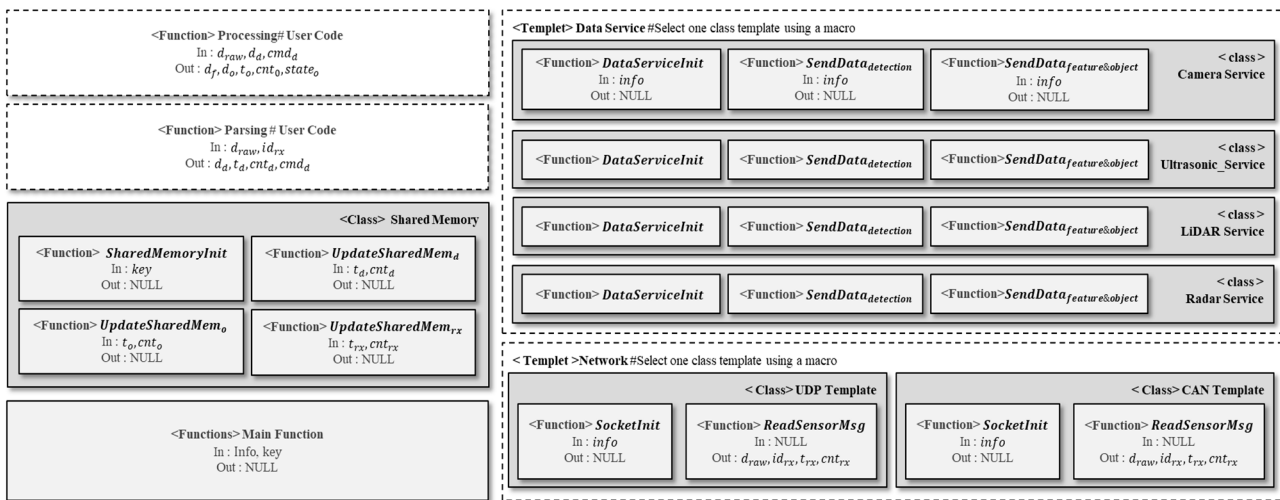 <Function> Processing# User Code
In : d_raw, d_d, cmd_d
Out : d_f, d_o, t_o, cnt_0, state_o
<Function> Parsing# User Code
In : d_raw, id_rx
Out : d_d, t_d, cnt_d, cmd_d
<Class> Shared Memory
<Function> SharedMemoryInit
In : key
Out : NULL
<Function> UpdateSharedMem_d
In : t_d, cnt_d
Out : NULL
<Function> UpdateSharedMem_o
In : t_o, cnt_o
Out : NULL
<Function> UpdateSharedMem_rx
In : t_rx, cnt_rx
Out : NULL
<Functions> Main Function
In : Info, key
Out : NULL
<Templet> Data Service #Select one class template using a macro
<Function> DataServiceInit
In : info
Out : NULL
<Function> SendData_detection
In : info
Out : NULL
<Function> SendData_feature&object
In : info
Out : NULL
< class >
Camera Service
<Function> DataServiceInit
<Function> SendData_detection
<Function> SendData_feature&object
< class >
Ultrasonic_Service
<Function> DataServiceInit
<Function> SendData_detection
<Function> SendData_feature&object
< class >
LiDAR Service
<Function> DataServiceInit
<Function> SendData_detection
<Function> SendData_feature&object
< class >
Radar Service
< Templet >Network #Select one class template using a macro
< Class> UDP Template
<Function> SocketInit
In : info
Out : NULL
<Function> ReadSensorMsg
In : NULL
Out : d_raw, id_rx, t_rx, cnt_rx
< Class> CAN Template
<Function> SocketInit
In : info
Out : NULL
<Function> ReadSensorMsg
In : NULL
Out : d_raw, id_rx, t_rx, cnt_rx